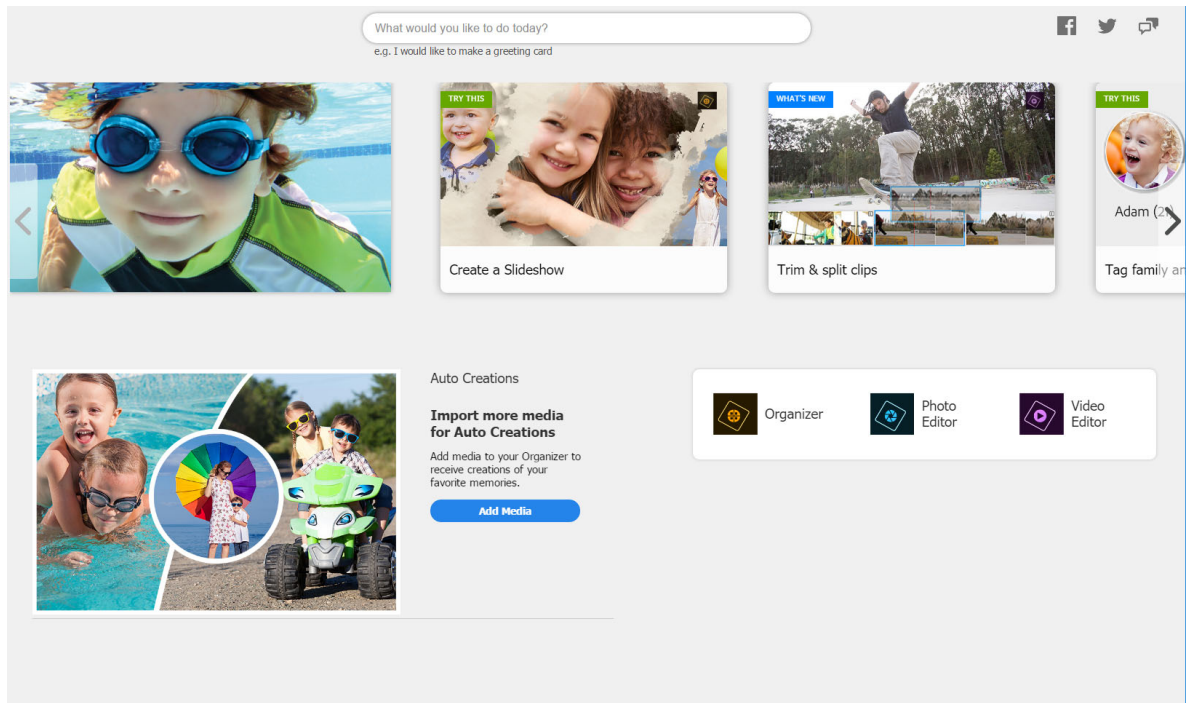 What would you like to do today?
e.g. I would like to make a greeting card
TRY THIS
WHAT'S NEW
TRY THIS
Adam (2
Create a Slideshow
Trim & split clips
Tag family an
Auto Creations
Import more media
for Auto Creations
Add media to your Organizer to
receive creations of your
favorite memories.
Add Media
Organizer
Photo
Editor
Video
Editor